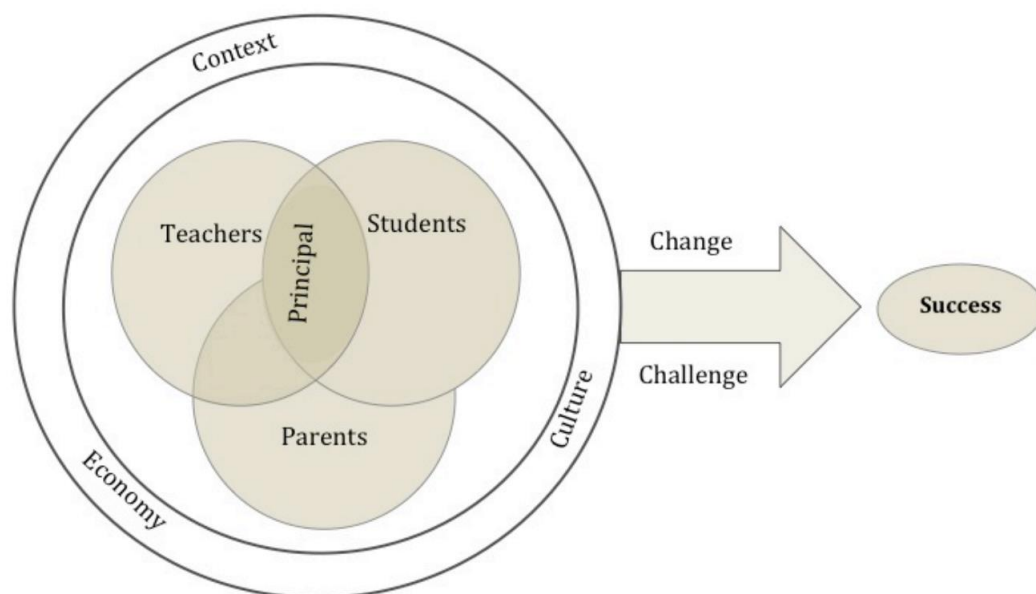 Context
Teachers
Principal
Students
Parents
Economy
Culture
Change
Challenge
Success